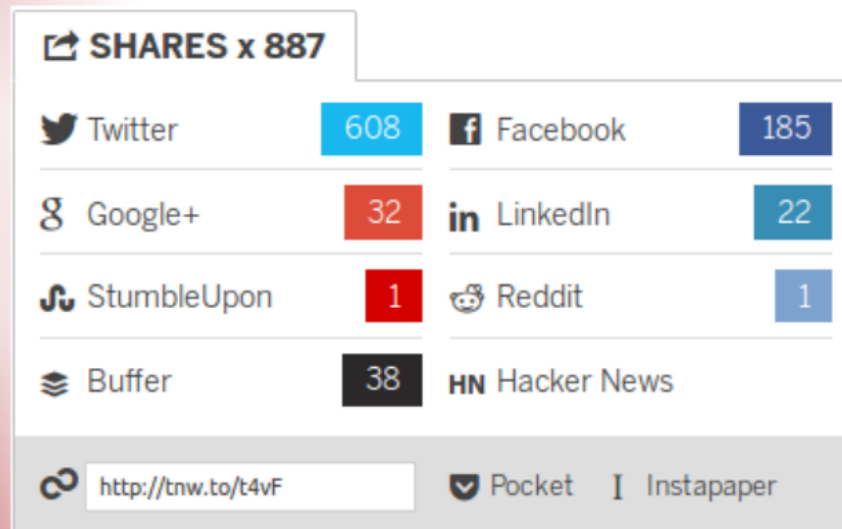 SHARES x 887
Twitter 608 Facebook 185
Google+ 32 LinkedIn 22
StumbleUpon 1 Reddit 1
Buffer 38 HN Hacker News
http://tnw.to/t4vF Pocket I Instapaper